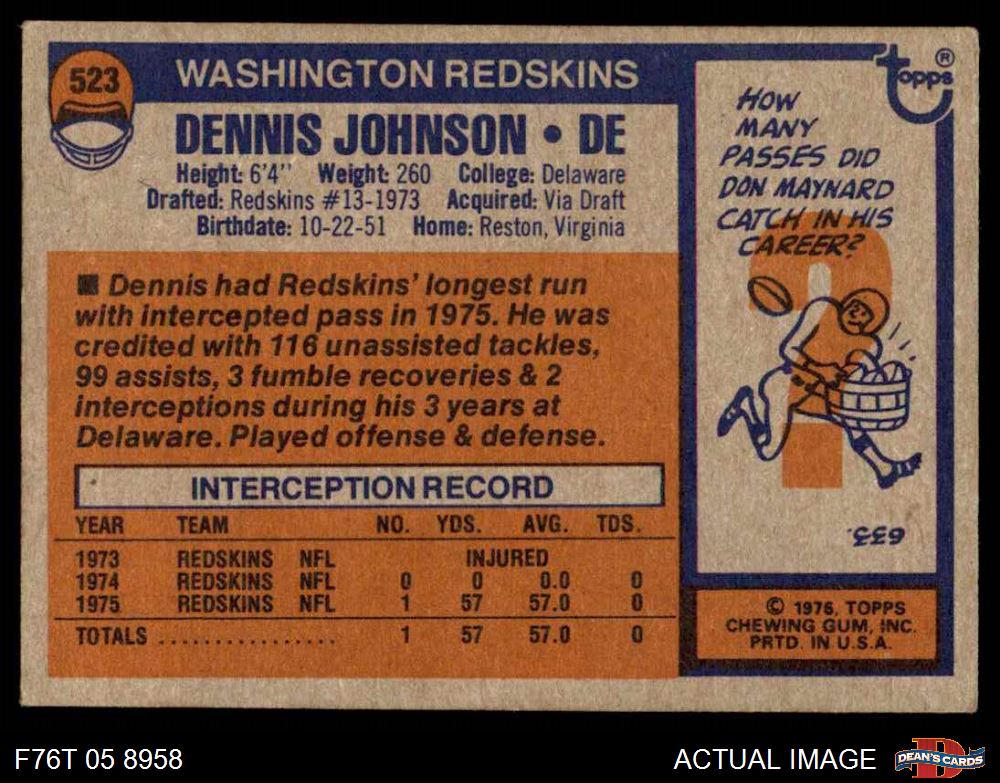 523
WASHINGTON REDSKINS
DENNIS JOHNSON • DE
Height: 6'4" Weight: 260 College: Delaware
Drafted: Redskins #13-1973 Acquired: Via Draft
Birthdate: 10-22-51 Home: Reston, Virginia
■ Dennis had Redskins' longest run
with intercepted pass in 1975. He was
credited with 116 unassisted tackles,
99 assists, 3 fumble recoveries & 2
interceptions during his 3 years at
Delaware. Played offense & defense.
INTERCEPTION RECORD
YEAR TEAM NO. YDS. AVG. TDS.
1973 REDSKINS NFL INJURED
1974 REDSKINS NFL 0 0 0.0 0
1975 REDSKINS NFL 1 57 57.0 0
TOTALS ................. 1 57 57.0 0
topps®
HOW
MANY
PASSES DID
DON MAYNARD
CATCH IN HIS
CAREER?
?
633.
© 1976, TOPPS
CHEWING GUM, INC.
PRTD. IN U.S.A.
F76T 05 8958
ACTUAL IMAGE
D
DEAN'S CARDS